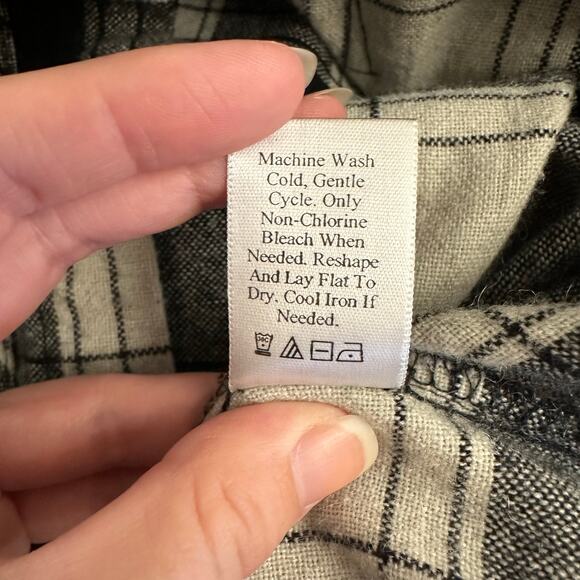 Machine Wash
Cold, Gentle
Cycle. Only
Non-Chlorine
Bleach When
Needed. Reshape
And Lay Flat To
Dry. Cool Iron If
Needed.
30C